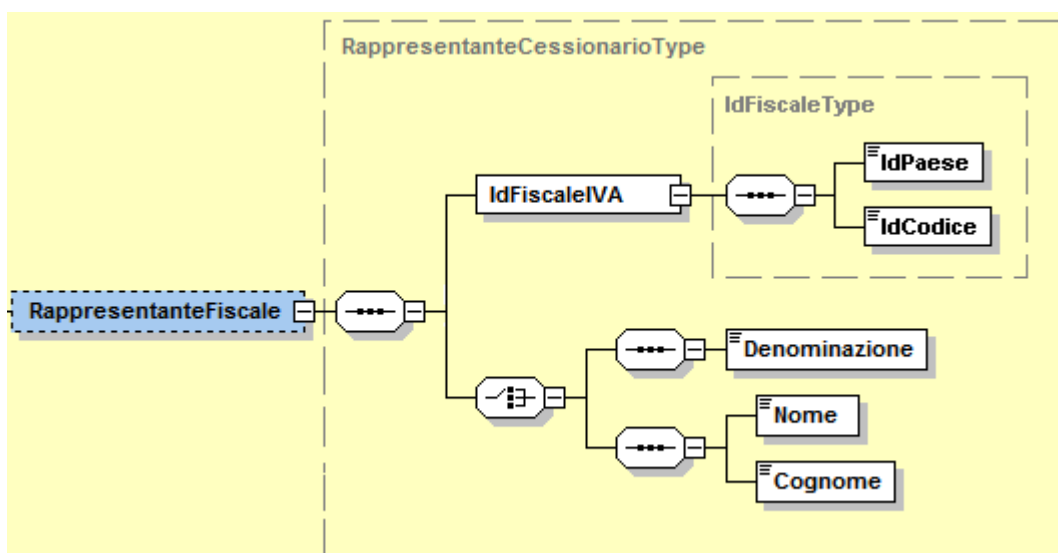 RappresentanteCessionarioType
IdFiscaleType
IdPaese
IdFiscaleIVA
IdCodice
RappresentanteFiscale
Denominazione
Nome
Cognome